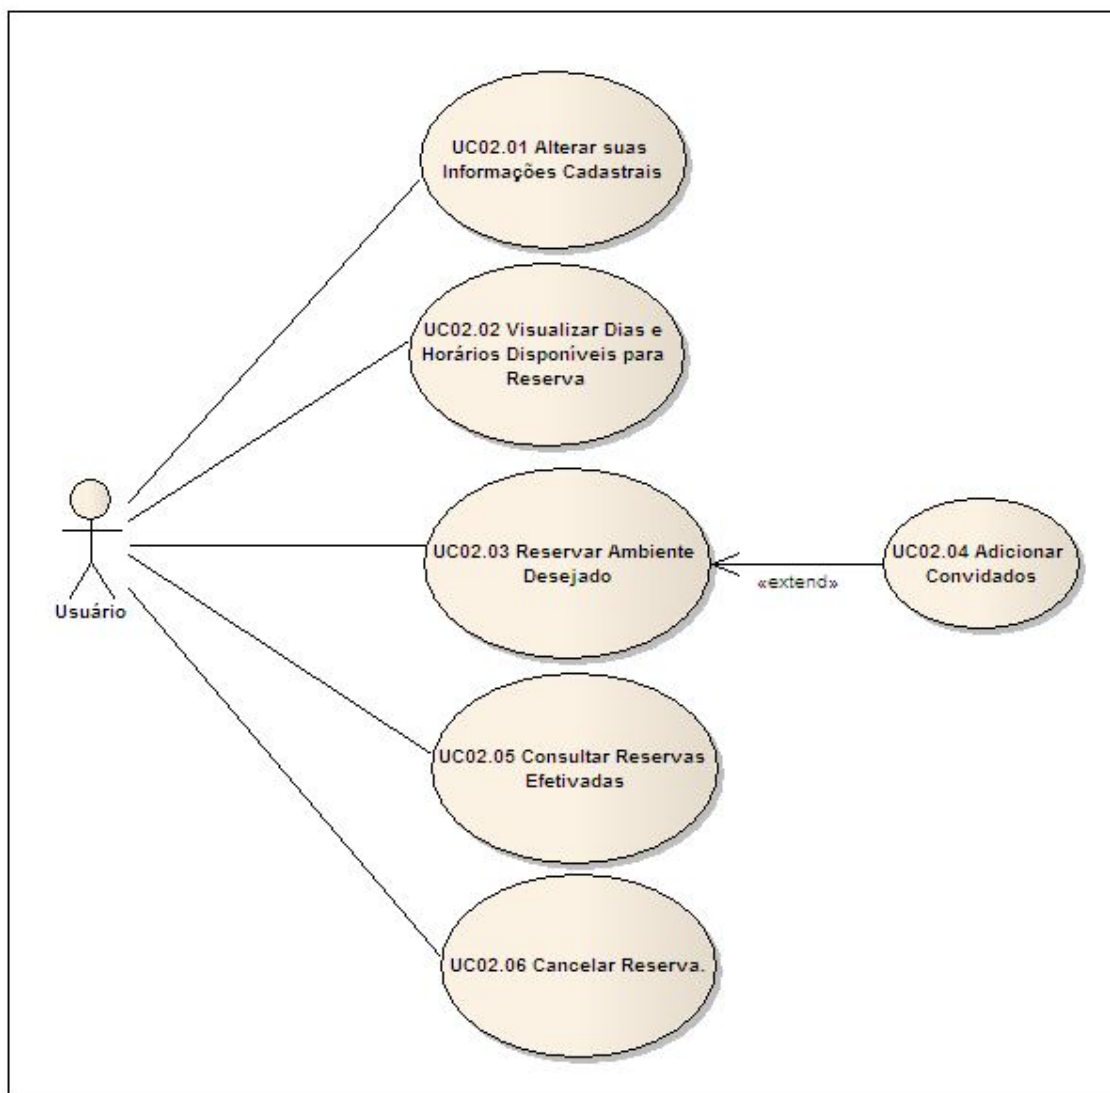 UC02.01 Alterar suas
Informações Cadastrais
UC02.02 Visualizar Dias e
Horários Disponíveis para
Reserva
UC02.03 Reservar Ambiente
Desejado
«extend»
UC02.04 Adicionar
Convidados
Usuário
UC02.05 Consultar Reservas
Efetivadas
UC02.06 Cancelar Reserva.